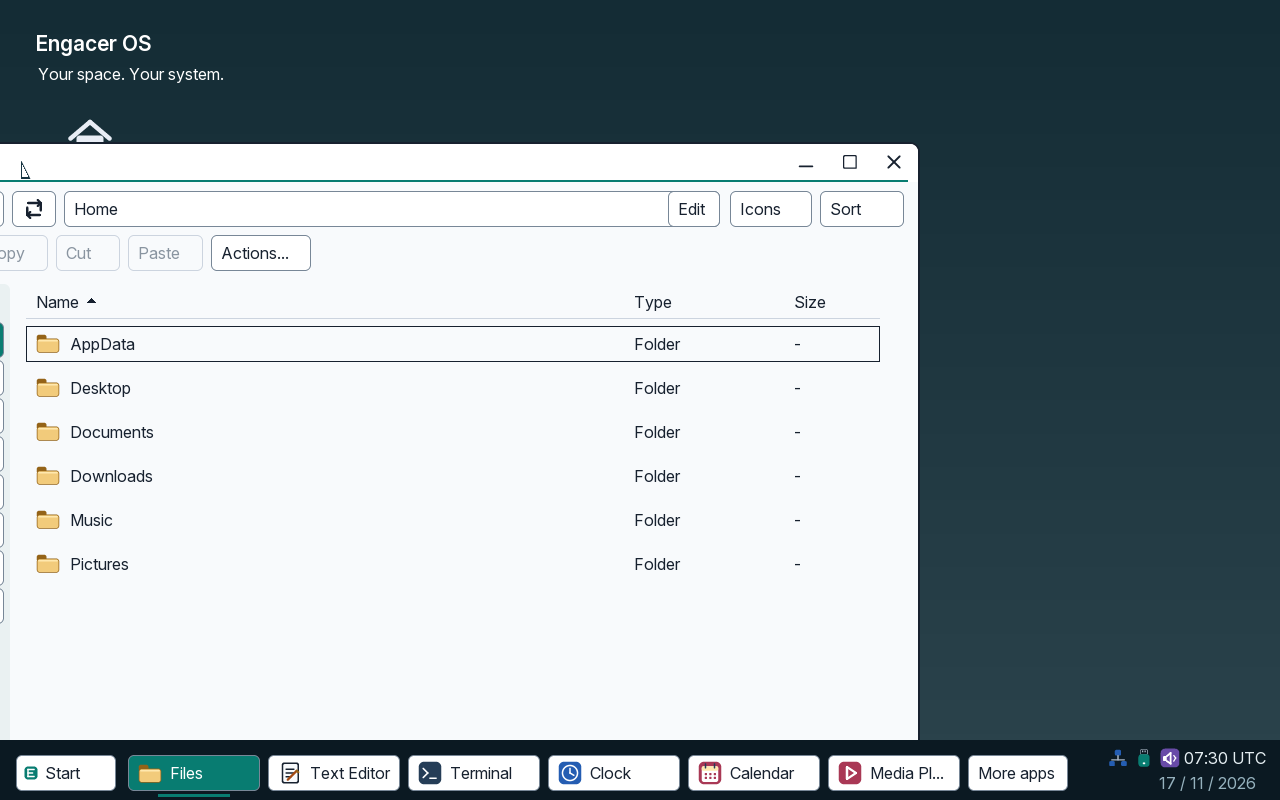 Engacer OS
Your space. Your system.
Home
Edit
Icons
Sort
opy
Cut
Paste
Actions...
Name
Type
Size
AppData
Folder
-
Desktop
Folder
-
Documents
Folder
-
Downloads
Folder
-
Music
Folder
-
Pictures
Folder
-
Start
Files
Text Editor
Terminal
Clock
Calendar
Media Pl...
More apps
07:30 UTC
17 / 11 / 2026